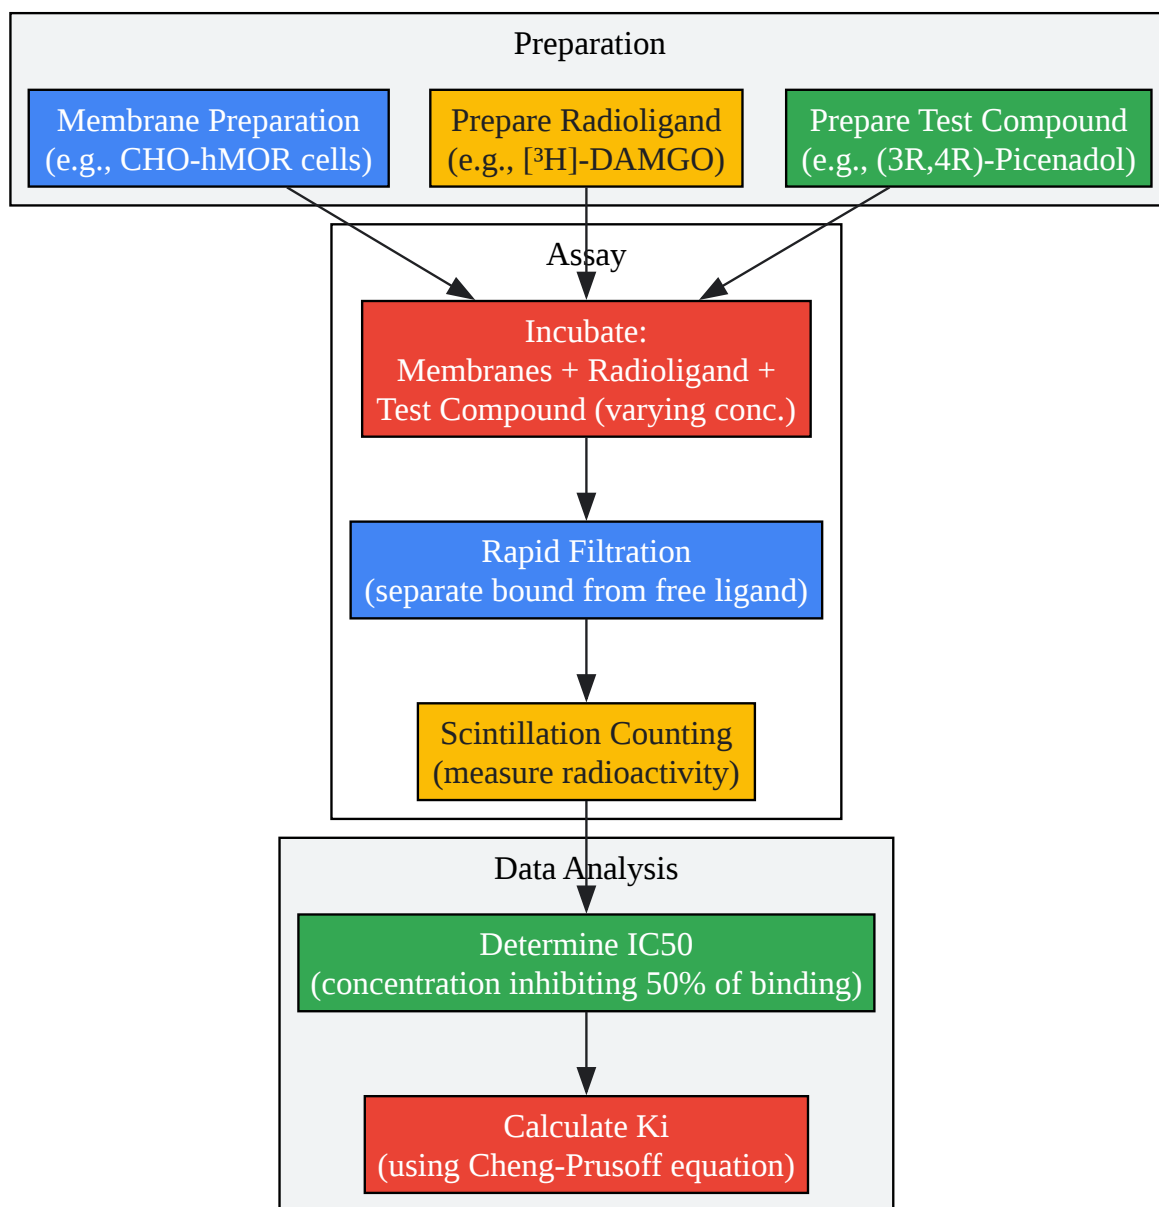 Preparation
Membrane Preparation
(e.g., CHO-hMOR cells)
Prepare Radioligand
(e.g., [³H]-DAMGO)
Prepare Test Compound
(e.g., (3R,4R)-Picenadol)
Assay
Incubate:
Membranes + Radioligand +
Test Compound (varying conc.)
Rapid Filtration
(separate bound from free ligand)
Scintillation Counting
(measure radioactivity)
Data Analysis
Determine IC50
(concentration inhibiting 50% of binding)
Calculate Ki
(using Cheng-Prusoff equation)